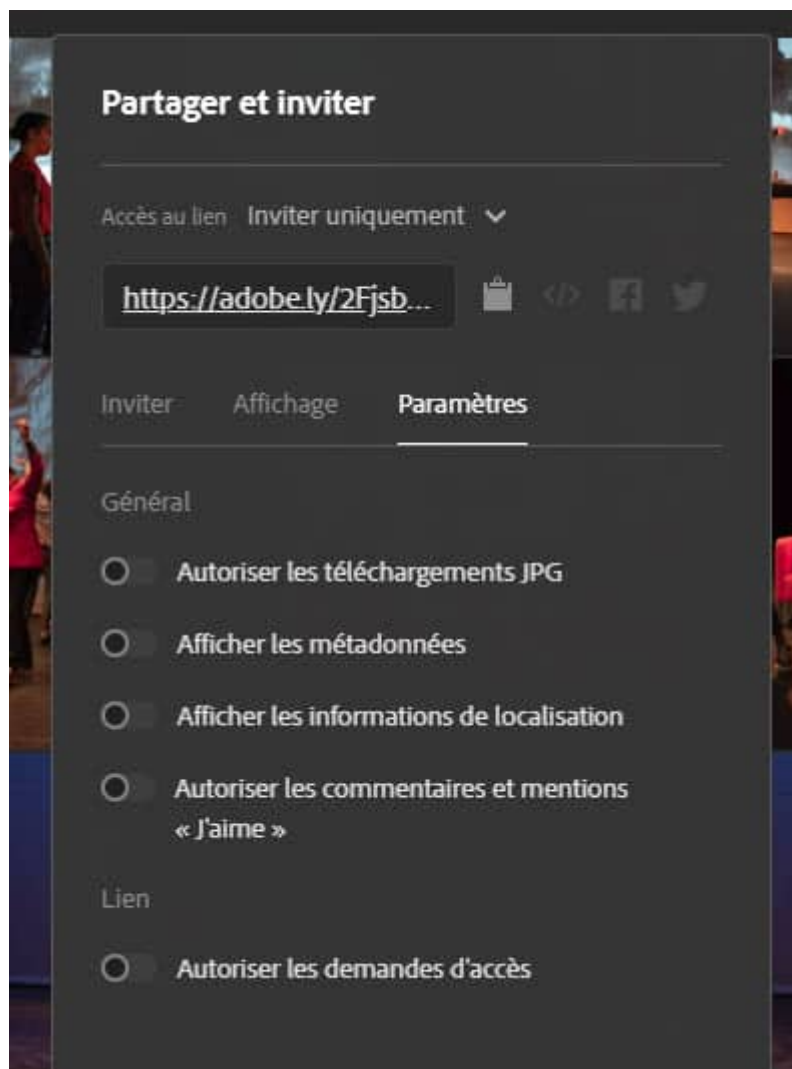 Partager et inviter
Accès au lien Inviter uniquement
https://adobe.ly/2Fjsb...
Inviter Affichage Paramètres
Général
Autoriser les téléchargements JPG
Afficher les métadonnées
Afficher les informations de localisation
Autoriser les commentaires et mentions
« J'aime »
Lien
Autoriser les demandes d'accès